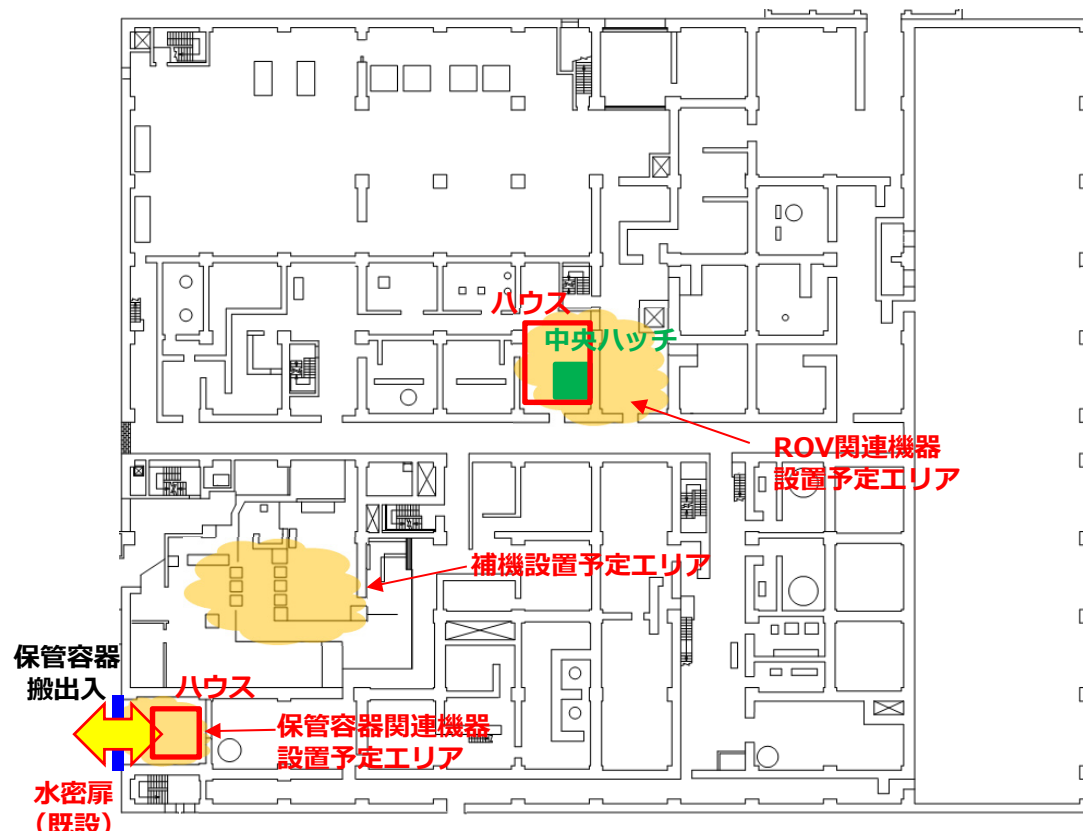 ハウス
中央ハッチ
ROV関連機器
設置予定エリア
補機設置予定エリア
保管容器
搬出入
ハウス
保管容器関連機器
設置予定エリア
水密扉
（既設）